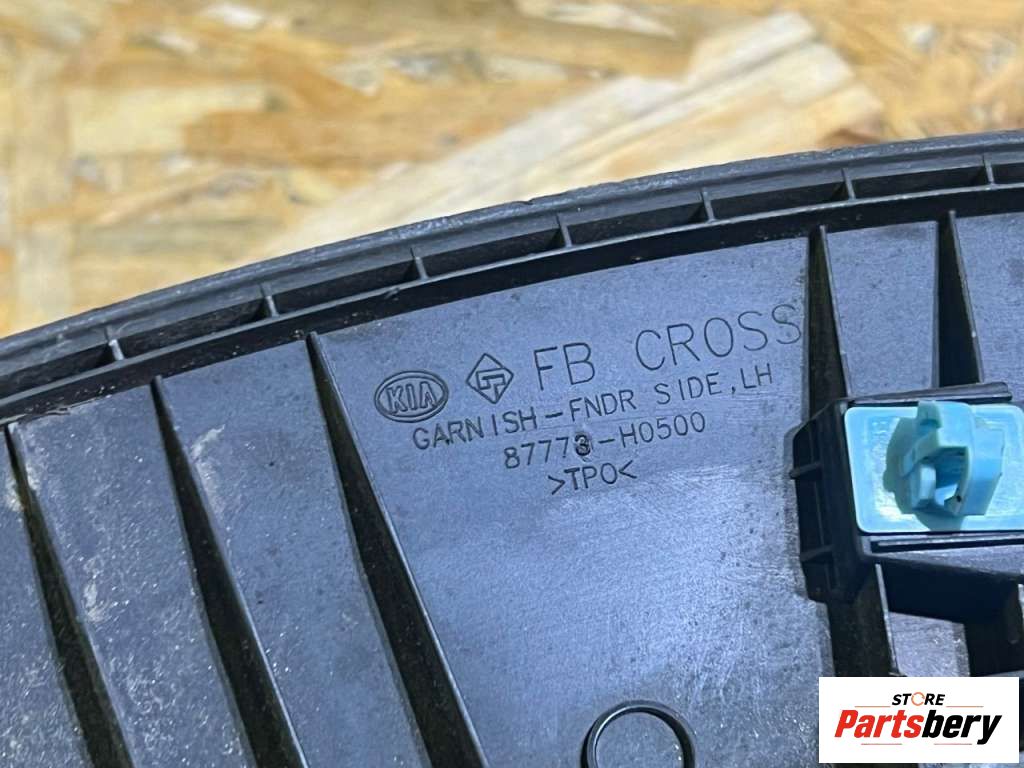 KIA FB CROSS
GARNISH-FNDR SIDE, LH
87773-H0500
>TPO<
STORE
Partsbery